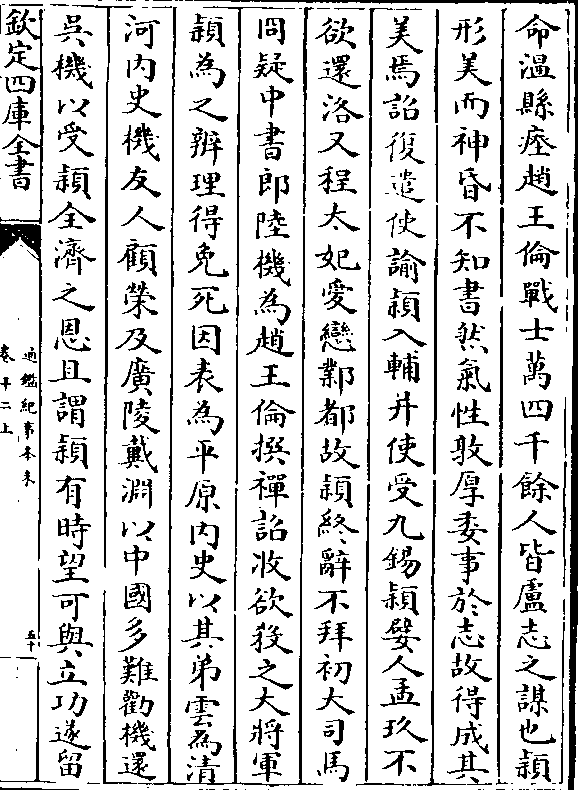 命温縣瘞趙王倫戰士萬四千餘人皆盧志之謀也頴
形美而神昏不知書然氣性敦厚委事於志故得成其
美焉詔復遣使諭頴入輔并使受九錫頴嬖人孟玖不
欲還洛又程太妃愛戀鄴都故頴終辭不拜初大司馬
冏疑中書郎陸機為趙王倫撰禪詔收欲殺之大將軍
頴為之辨理得免死因表為平原内史以其弟雲為清
河内史機友人顧榮及廣陵戴淵以中國多難勸機還
吳機以受頴全濟之恩且謂頴有時望可與立功遂留
欽定四庫全書
通鑑紀事本末
卷十二上
五十